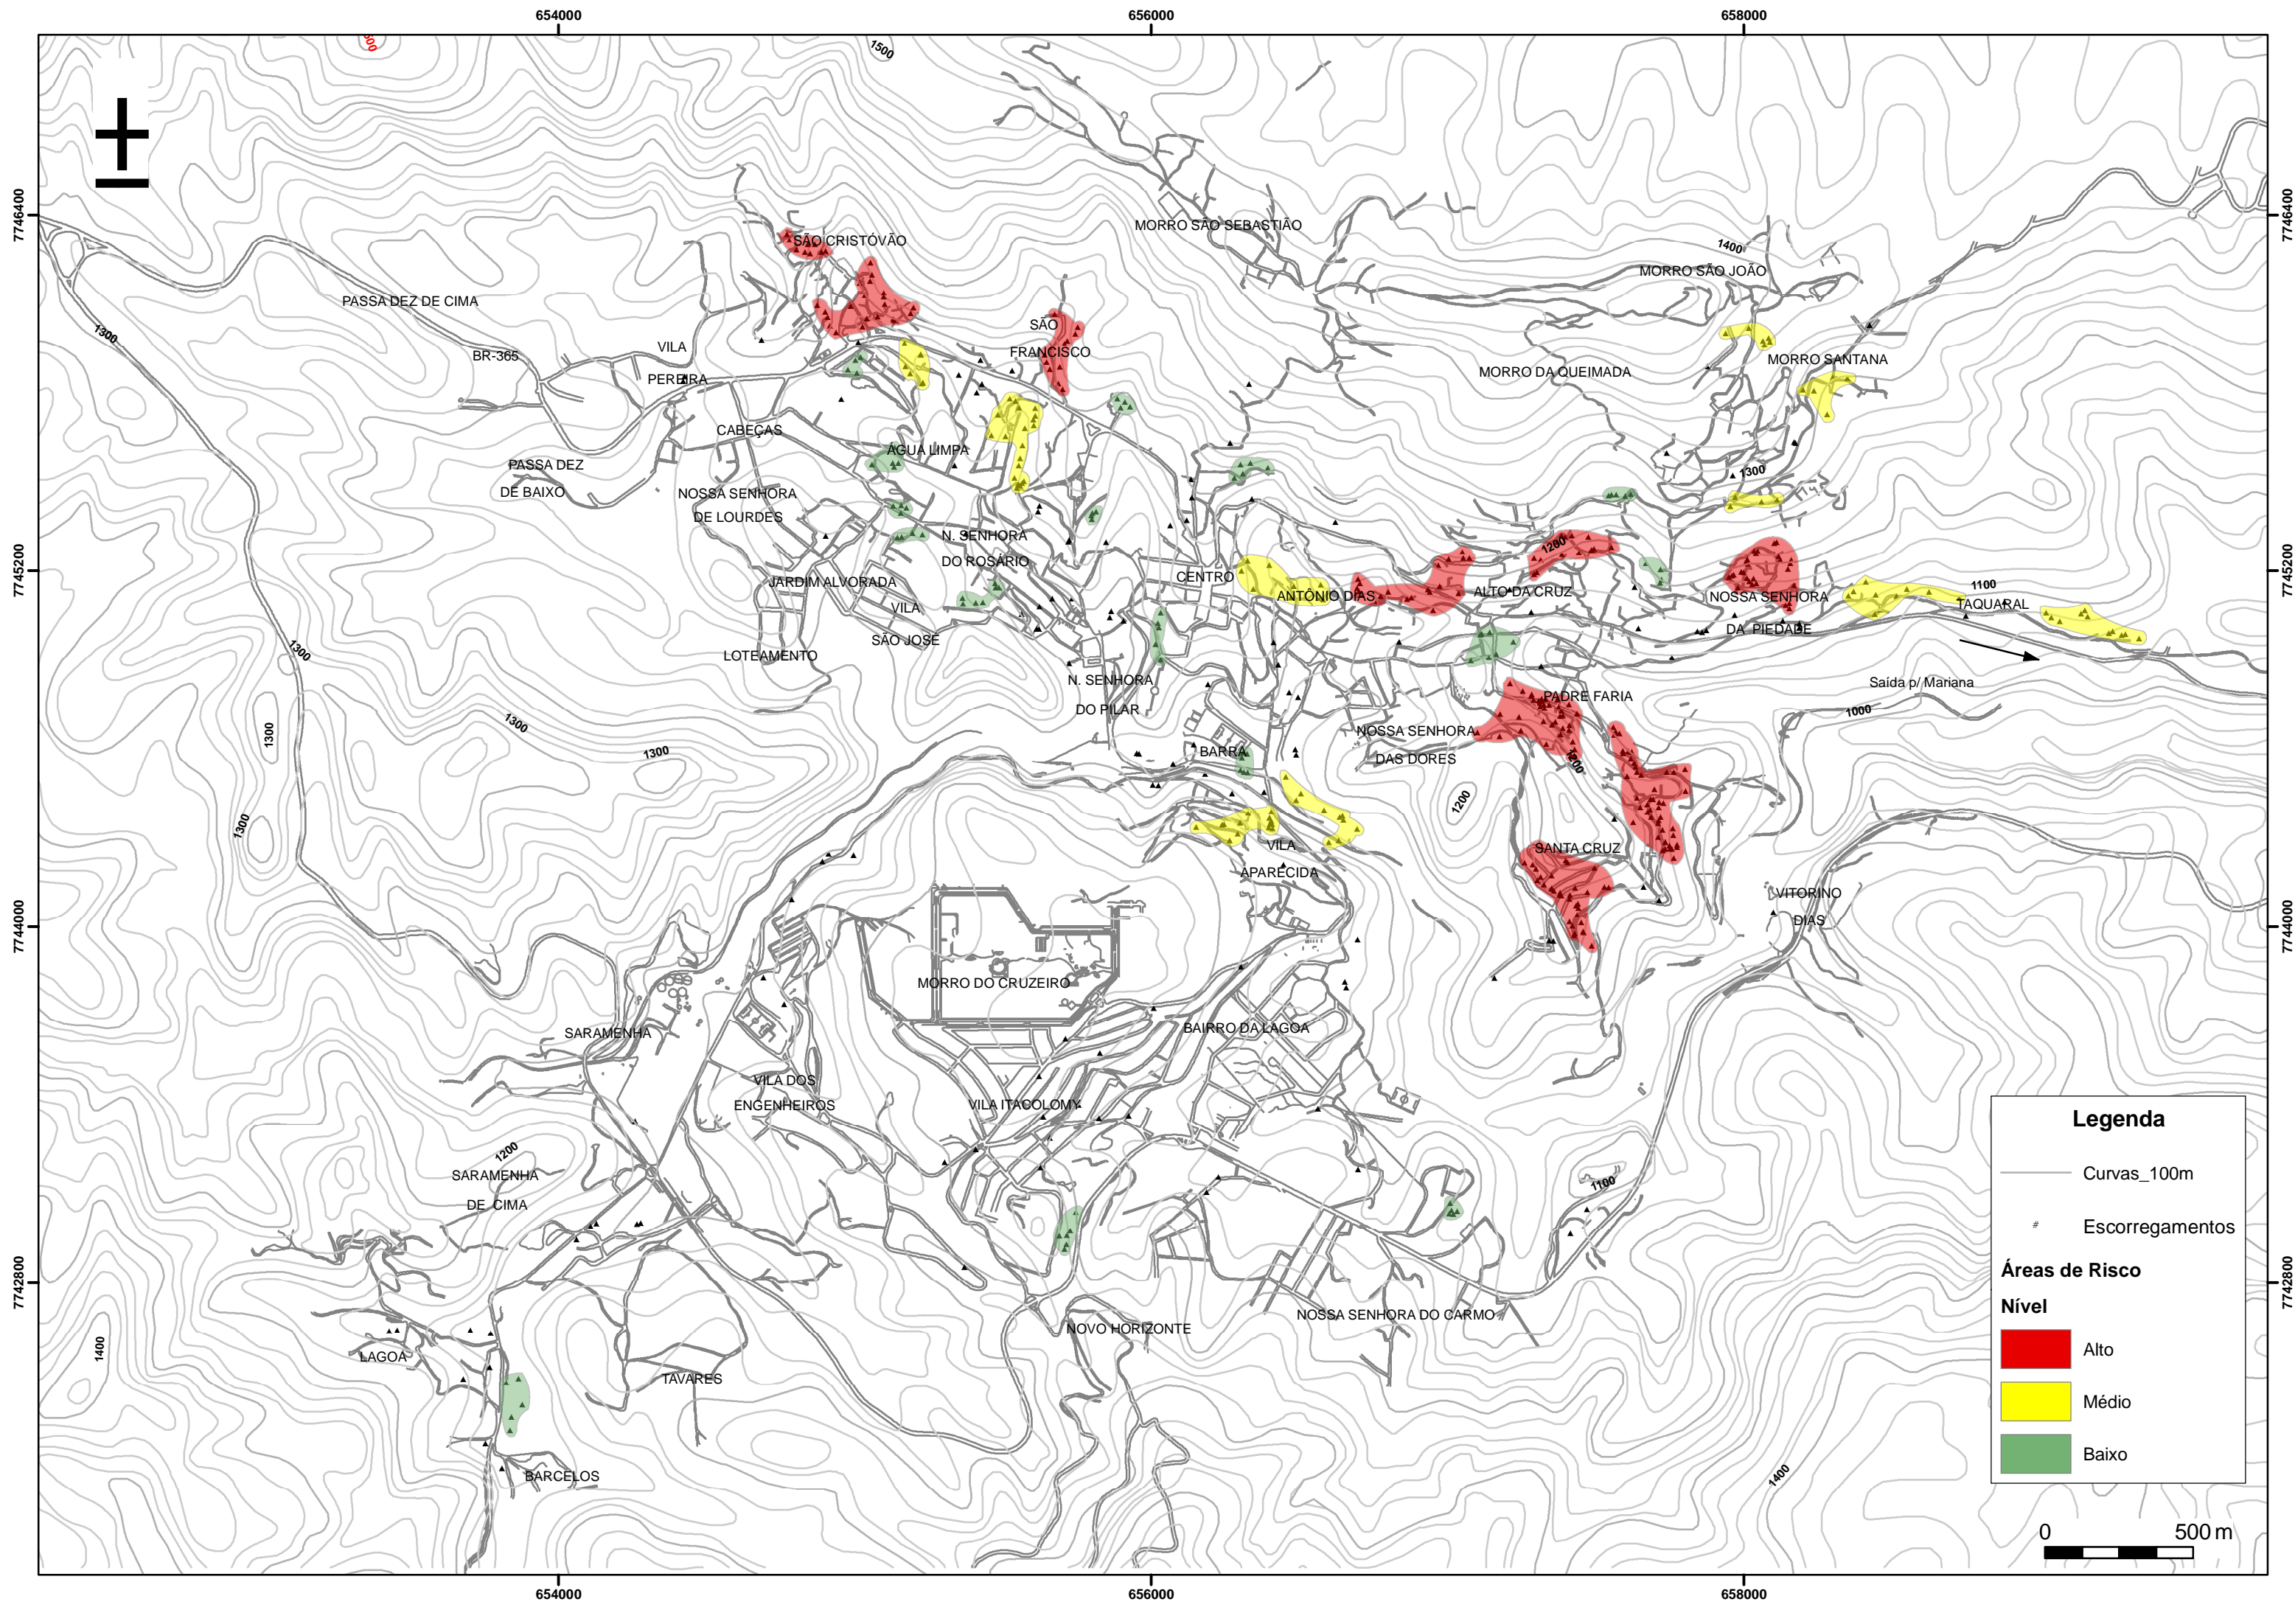 654000
656000
658000
600
1500
7746400
7746400
MORRO SÃO SEBASTIÃO
SÃO CRISTÓVÃO
1400
MORRO SÃO JOÃO
PASSA DEZ DE CIMA
1300
SÃO
FRANCISCO
VILA
PEREIRA
BR-365
MORRO SANTANA
MORRO DA QUEIMADA
CABEÇAS
ÁGUA LIMPA
PASSA DEZ
DE BAIXO
1300
NOSSA SENHORA
DE LOURDES
N. SENHORA
DO ROSÁRIO
1200
7745200
7745200
CENTRO
JARDIM ALVORADA
ANTÔNIO DIAS
ALTO DA CRUZ
NOSSA SENHORA
DA PIEDADE
1100
TAQUARAL
VILA
SÃO JOSE
1300
LOTEAMENTO
N. SENHORA
DO PILAR
Saída p/ Mariana
PADRE FARIA
1000
1300
1300
NOSSA SENHORA
DAS DORES
1300
BARRA
1200
1200
1300
VILA
APARECIDA
SANTA CRUZ
VITORINO
DIAS
7744000
7744000
MORRO DO CRUZEIRO
SARAMENHA
BAIRRO DA LAGOA
VILA DOS
ENGENHEIROS
VILA ITACOLOMY
1200
SARAMENHA
DE CIMA
1100
7742800
7742800
NOSSA SENHORA DO CARMO
NOVO HORIZONTE
1400
LAGOA
TAVARES
BARCELOS
1400
Legenda
Curvas_100m
# Escorregamentos
Áreas de Risco
Nível
Alto
Médio
Baixo
0 500 m
654000
656000
658000